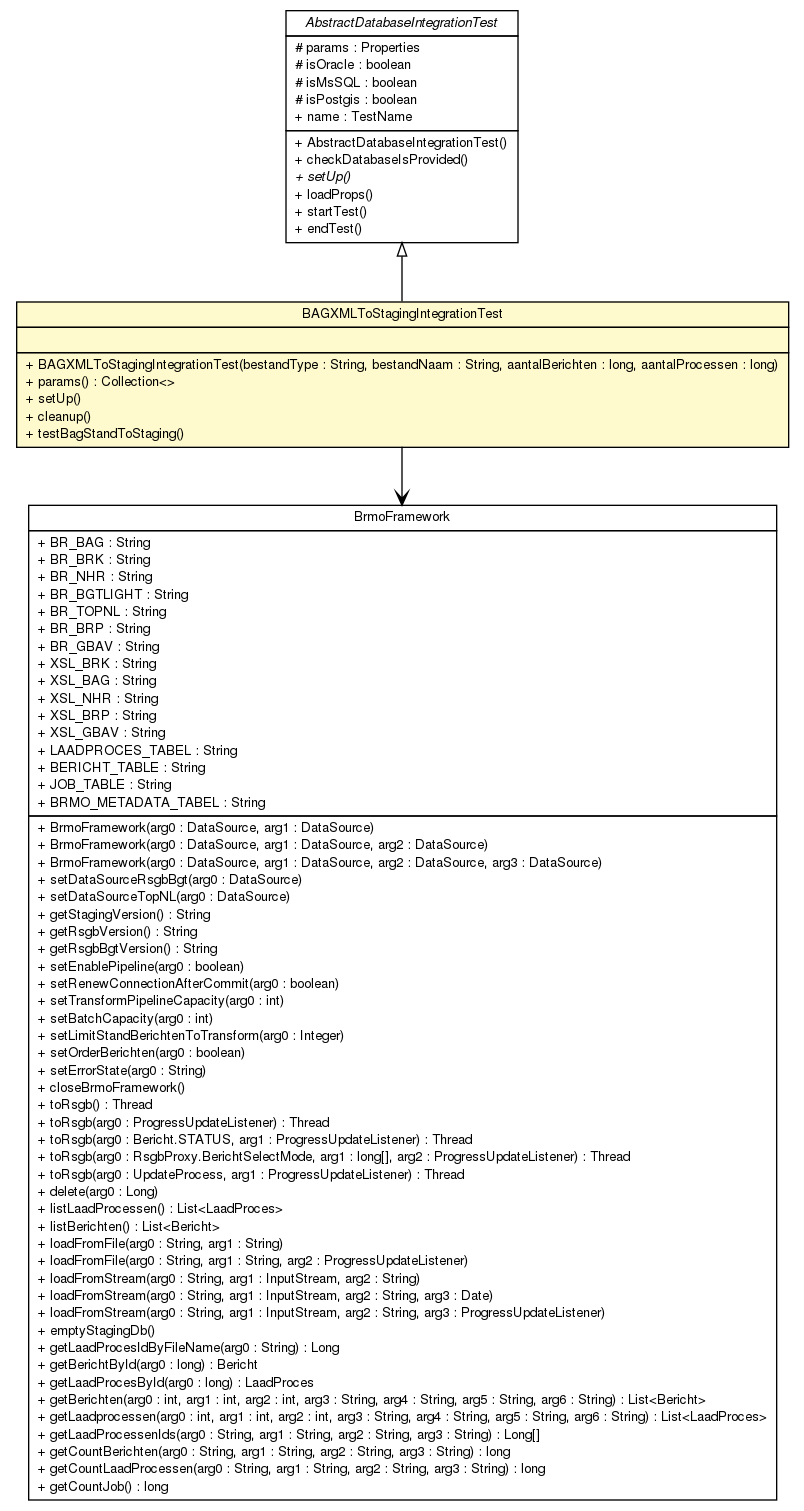 AbstractDatabaseIntegrationTest
# params : Properties
# isOracle : boolean
# isMsSQL : boolean
# isPostgis : boolean
+ name : TestName
+ AbstractDatabaseIntegrationTest()
+ checkDatabaseIsProvided()
+ setUp()
+ loadProps()
+ startTest()
+ endTest()
BAGXMLToStagingIntegrationTest
+ BAGXMLToStagingIntegrationTest(bestandType : String, bestandNaam : String, aantalBerichten : long, aantalProcessen : long)
+ params() : Collection<>
+ setUp()
+ cleanup()
+ testBagStandToStaging()
BrmoFramework
+ BR_BAG : String
+ BR_BRK : String
+ BR_NHR : String
+ BR_BGTLIGHT : String
+ BR_TOPNL : String
+ BR_BRP : String
+ BR_GBAV : String
+ XSL_BRK : String
+ XSL_BAG : String
+ XSL_NHR : String
+ XSL_BRP : String
+ XSL_GBAV : String
+ LAADPROCES_TABEL : String
+ BERICHT_TABLE : String
+ JOB_TABLE : String
+ BRMO_METADATA_TABEL : String
+ BrmoFramework(arg0 : DataSource, arg1 : DataSource)
+ BrmoFramework(arg0 : DataSource, arg1 : DataSource, arg2 : DataSource)
+ BrmoFramework(arg0 : DataSource, arg1 : DataSource, arg2 : DataSource, arg3 : DataSource)
+ setDataSourceRsgbBgt(arg0 : DataSource)
+ setDataSourceTopNL(arg0 : DataSource)
+ getStagingVersion() : String
+ getRsgbVersion() : String
+ getRsgbBgtVersion() : String
+ setEnablePipeline(arg0 : boolean)
+ setRenewConnectionAfterCommit(arg0 : boolean)
+ setTransformPipelineCapacity(arg0 : int)
+ setBatchCapacity(arg0 : int)
+ setLimitStandBerichtenToTransform(arg0 : Integer)
+ setOrderBerichten(arg0 : boolean)
+ setErrorState(arg0 : String)
+ closeBrmoFramework()
+ toRsgb() : Thread
+ toRsgb(arg0 : ProgressUpdateListener) : Thread
+ toRsgb(arg0 : Bericht.STATUS, arg1 : ProgressUpdateListener) : Thread
+ toRsgb(arg0 : RsgbProxy.BerichtSelectMode, arg1 : long[], arg2 : ProgressUpdateListener) : Thread
+ toRsgb(arg0 : UpdateProcess, arg1 : ProgressUpdateListener) : Thread
+ delete(arg0 : Long)
+ listLaadProcessen() : List<LaadProces>
+ listBerichten() : List<Bericht>
+ loadFromFile(arg0 : String, arg1 : String)
+ loadFromFile(arg0 : String, arg1 : String, arg2 : ProgressUpdateListener)
+ loadFromStream(arg0 : String, arg1 : InputStream, arg2 : String)
+ loadFromStream(arg0 : String, arg1 : InputStream, arg2 : String, arg3 : Date)
+ loadFromStream(arg0 : String, arg1 : InputStream, arg2 : String, arg3 : ProgressUpdateListener)
+ emptyStagingDb()
+ getLaadProcesIdByFileName(arg0 : String) : Long
+ getBerichtById(arg0 : long) : Bericht
+ getLaadProcesById(arg0 : long) : LaadProces
+ getBerichten(arg0 : int, arg1 : int, arg2 : int, arg3 : String, arg4 : String, arg5 : String, arg6 : String) : List<Bericht>
+ getLaadprocessen(arg0 : int, arg1 : int, arg2 : int, arg3 : String, arg4 : String, arg5 : String, arg6 : String) : List<LaadProces>
+ getLaadProcessenIds(arg0 : String, arg1 : String, arg2 : String, arg3 : String) : Long[]
+ getCountBerichten(arg0 : String, arg1 : String, arg2 : String, arg3 : String) : long
+ getCountLaadProcessen(arg0 : String, arg1 : String, arg2 : String, arg3 : String) : long
+ getCountJob() : long